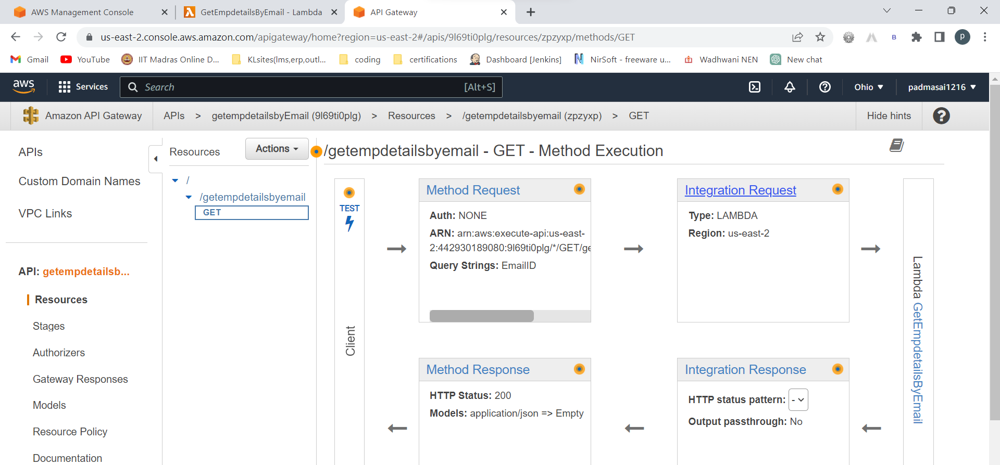 AWS Management Console
GetEmpdetailsByEmail - Lambda
API Gateway
us-east-2.console.aws.amazon.com/apigateway/home?region=us-east-2#/apis/9l69ti0plg/resources/zpzyxp/methods/GET
B
p
Gmail
YouTube
IIT Madras Online D...
KLsites(lms,erp,outl...
coding
certifications
Dashboard [Jenkins]
NirSoft - freeware u...
Wadhwani NEN
New chat
aws
Services
Search
[Alt+S]
Ohio
padmasai1216
Amazon API Gateway
APIs > getempdetailsbyEmail (9l69ti0plg) > Resources > /getempdetailsbyemail (zpzyxp) > GET
Hide hints
APIs
Custom Domain Names
VPC Links
API: getempdetailsb...
Resources
Stages
Authorizers
Gateway Responses
Models
Resource Policy
Documentation
Resources
Actions
/
/getempdetailsbyemail
GET
/getempdetailsbyemail - GET - Method Execution
TEST
Client
Method Request
Auth: NONE
ARN: arn:aws:execute-api:us-east-
2:442930189080:9l69ti0plg/*/GET/ge
Query Strings: EmailID
Integration Request
Type: LAMBDA
Region: us-east-2
Lambda GetEmpdetailsByEmail
Method Response
HTTP Status: 200
Models: application/json => Empty
Integration Response
HTTP status pattern: -
Output passthrough: No